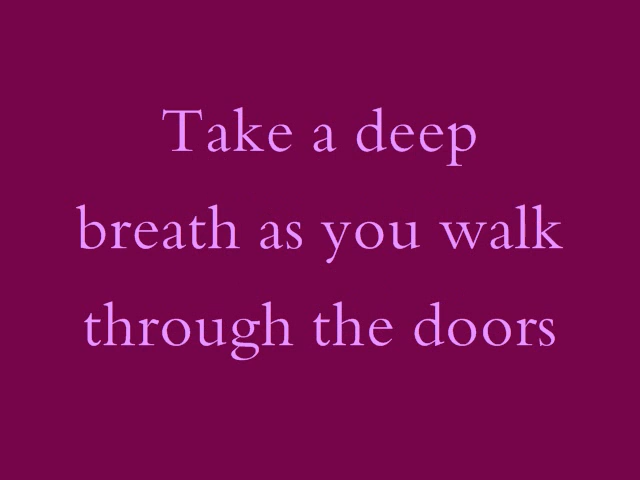 Take a deep
breath as you walk
through the doors